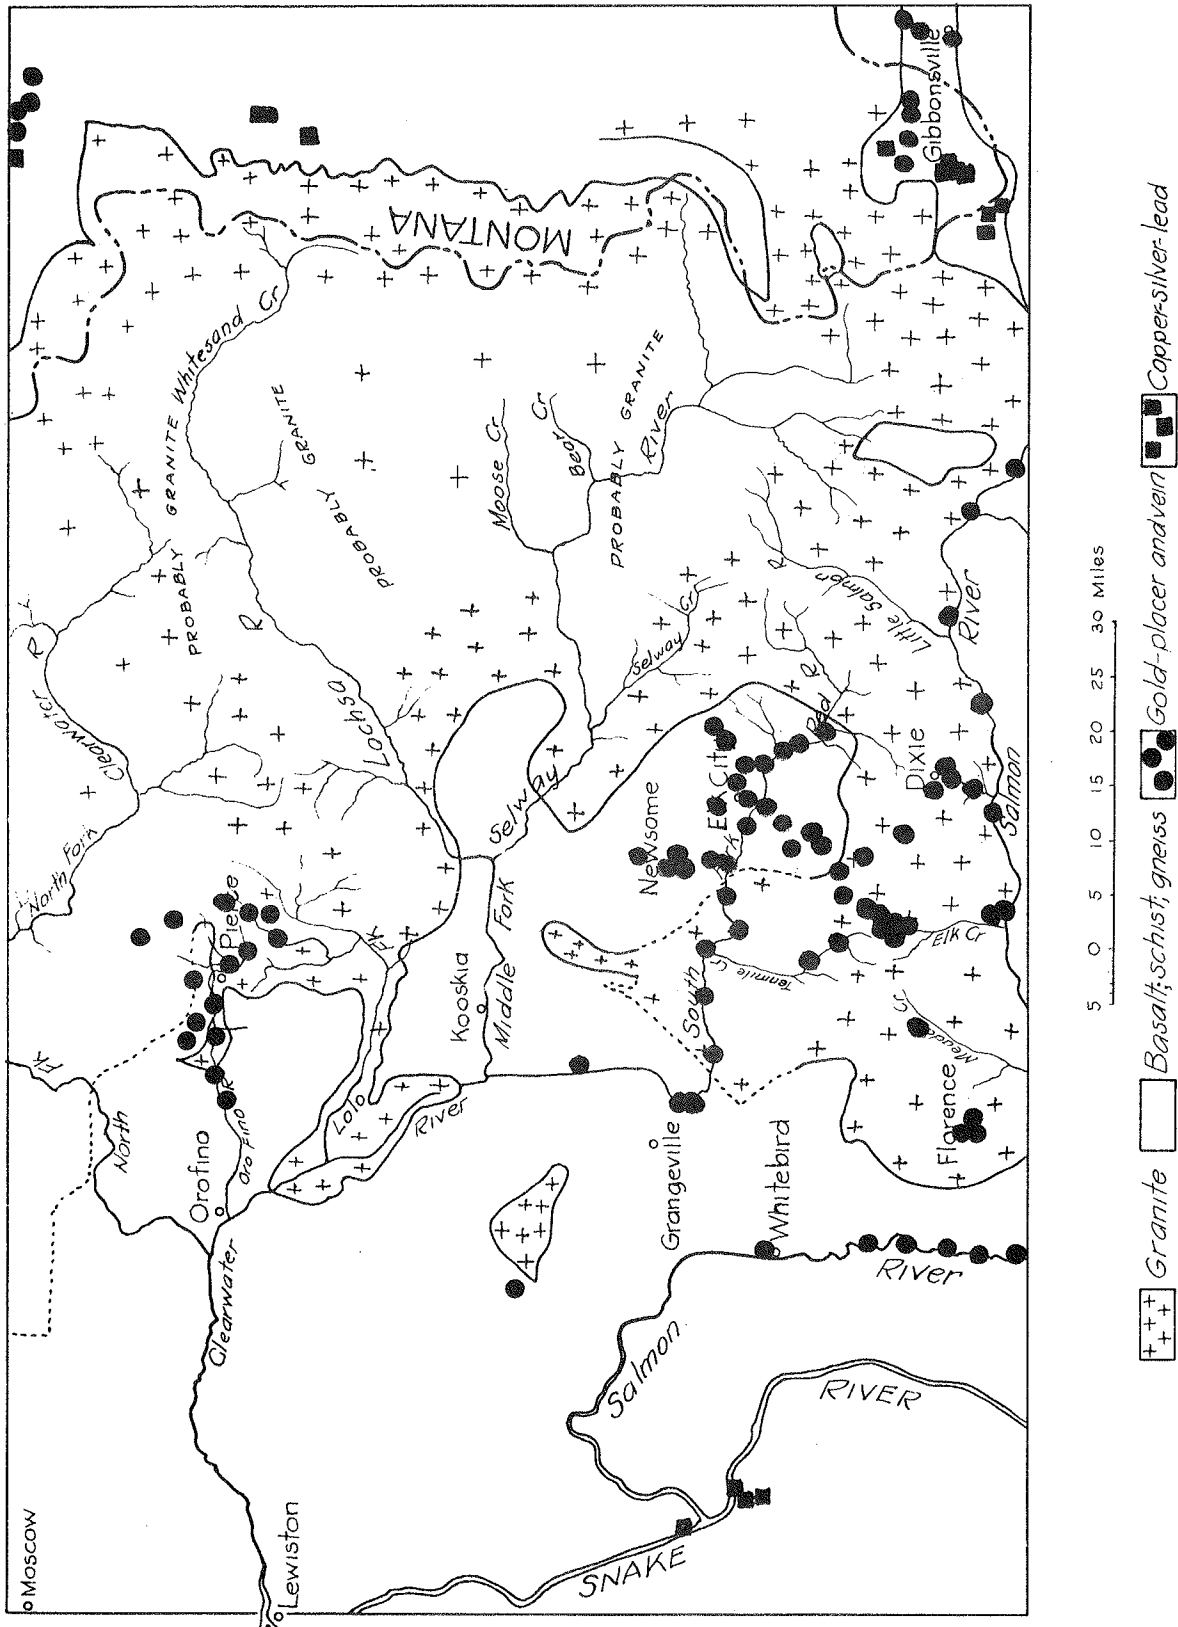 Moscow
Lewiston
Clearwater
North
Fk
Orofino
Oro Fino R
Pierce
North Fork
Clearwater R
PROBABLY GRANITE
Whitesand Cr
PROBABLY GRANITE
MONTANA
Lochsa R
Lolo
Fk
River
Kooskia
Middle Fork
Selway
Moose Cr
Bear Cr
PROBABLY GRANITE
River
Selway Cr
Newsome
Elk City
Red R
South
Fork
Tenmile Cr
Grangeville
Whitebird
Salmon
River
SNAKE
RIVER
Florence
Meadow Cr
Elk Cr
Dixie
Little Salmon R
Salmon
River
Gibbonsville
5 0 5 10 15 20 25 30 Miles
Granite
Basalt; schist, gneiss
Gold-placer and vein
Copper-silver-lead